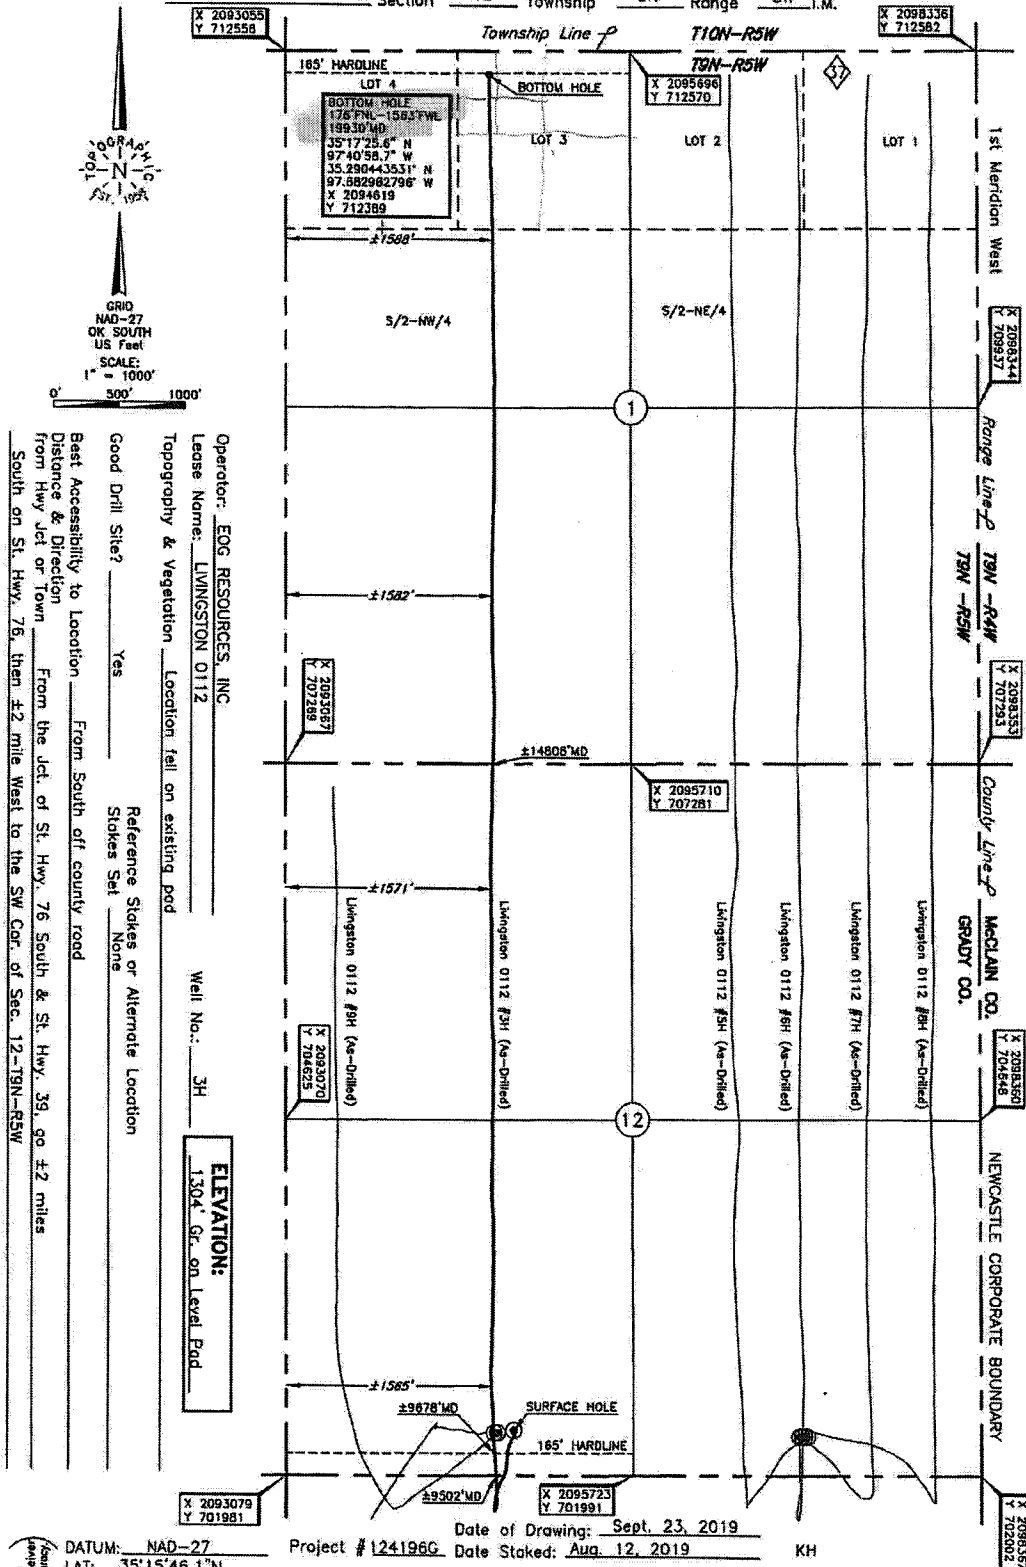 Section Township Range I.M.
X 2093055
Y 712558
Township Line
T10N-R5W
T9N-R5W
X 2098336
Y 712582
37
165' HARDLINE
LOT 4
BOTTOM HOLE
X 2095696
Y 712570
BOTTOM HOLE
176'FNL-1563'FWL
19930'MD
35°17'25.6" N
97°40'58.7" W
35.290443531° N
97.682962796° W
X 2094619
Y 712389
LOT 3
LOT 2
LOT 1
1st Meridian West
TOPOGRAPHIC
N
EST. 1957
GRID
NAD-27
OK SOUTH
US Feet
SCALE:
1" = 1000'
0' 500' 1000'
±1588'
S/2-NW/4
S/2-NE/4
X 2098344
Y 709937
1
Range Line
T9N -R4W
T9N -R5W
±1582'
X 2093067
Y 707269
X 2098353
Y 707293
±14808'MD
X 2095710
Y 707281
County Line
McCLAIN CO.
GRADY CO.
±1571'
Livingston 0112 #9H (As-Drilled)
Livingston 0112 #3H (As-Drilled)
Livingston 0112 #5H (As-Drilled)
Livingston 0112 #6H (As-Drilled)
Livingston 0112 #7H (As-Drilled)
Livingston 0112 #8H (As-Drilled)
X 2093070
Y 704625
X 2098360
Y 704648
12
NEWCASTLE CORPORATE BOUNDARY
±1565'
±9678'MD
SURFACE HOLE
165' HARDLINE
±9502'MD
X 2093079
Y 701981
X 2095723
Y 701991
X 2098367
Y 702002
Operator: EOG RESOURCES, INC
Lease Name: LIVINGSTON 0112 Well No.: 3H
ELEVATION:
1304' Gr. on Level Pad
Topography & Vegetation Location fell on existing pad
Good Drill Site? Yes
Reference Stakes or Alternate Location
Stakes Set None
Best Accessibility to Location From South off county road
Distance & Direction
from Hwy Jct or Town From the Jct. of St. Hwy. 76 South & St. Hwy. 39, go ±2 miles
South on St. Hwy. 76, then ±2 mile West to the SW Cor. of Sec. 12-T9N-R5W
Date of Drawing: Sept. 23, 2019
Project # 124196G Date Staked: Aug. 12, 2019 KH
DATUM: NAD-27
LAT: 35°15'46.1"N